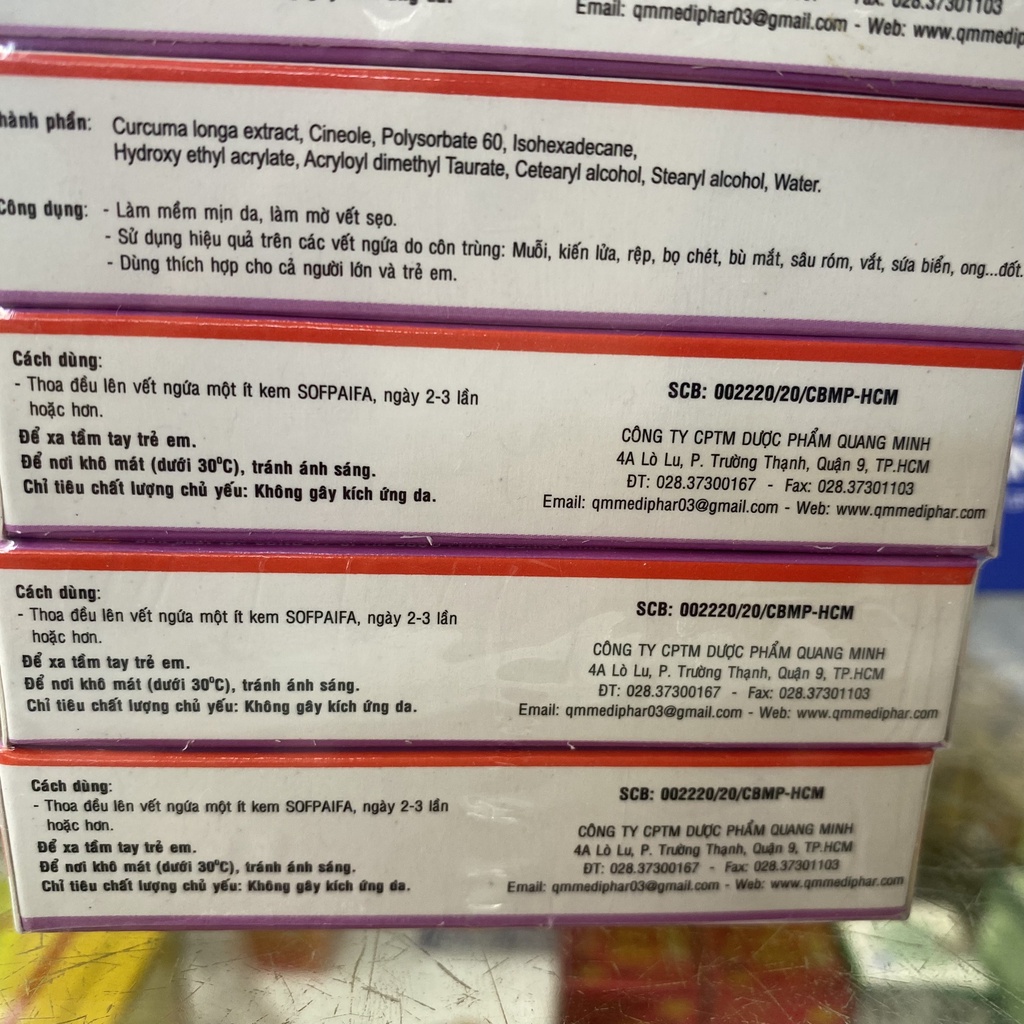 Fax: 028.37301103
Email: qmmediphar03@gmail.com - Web: www.qmmedip
hành phần: Curcuma longa extract, Cineole, Polysorbate 60, Isohexadecane,
Hydroxy ethyl acrylate, Acryloyl dimethyl Taurate, Cetearyl alcohol, Stearyl alcohol, Water.
Công dụng: - Làm mềm mịn da, làm mờ vết sẹo.
- Sử dụng hiệu quả trên các vết ngứa do côn trùng: Muỗi, kiến lửa, rệp, bọ chét, bù mắt, sâu róm, vắt, sứa biển, ong...đốt.
- Dùng thích hợp cho cả người lớn và trẻ em.
Cách dùng:
- Thoa đều lên vết ngứa một ít kem SOFPAIFA, ngày 2-3 lần
hoặc hơn.
Để xa tầm tay trẻ em.
Để nơi khô mát (dưới 30⁰C), tránh ánh sáng.
Chỉ tiêu chất lượng chủ yếu: Không gây kích ứng da.
SCB: 002220/20/CBMP-HCM
CÔNG TY CPTM DƯỢC PHẨM QUANG MINH
4A Lò Lu, P. Trường Thạnh, Quận 9, TP.HCM
ĐT: 028.37300167 - Fax: 028.37301103
Email: qmmediphar03@gmail.com - Web: www.qmmediphar.com
Cách dùng:
- Thoa đều lên vết ngứa một ít kem SOFPAIFA, ngày 2-3 lần
hoặc hơn.
Để xa tầm tay trẻ em.
Để nơi khô mát (dưới 30⁰C), tránh ánh sáng.
Chỉ tiêu chất lượng chủ yếu: Không gây kích ứng da.
SCB: 002220/20/CBMP-HCM
CÔNG TY CPTM DƯỢC PHẨM QUANG MINH
4A Lò Lu, P. Trường Thạnh, Quận 9, TP.HCM
ĐT: 028.37300167 - Fax: 028.37301103
Email: qmmediphar03@gmail.com - Web: www.qmmediphar.com
Cách dùng:
- Thoa đều lên vết ngứa một ít kem SOFPAIFA, ngày 2-3 lần
hoặc hơn.
Để xa tầm tay trẻ em.
Để nơi khô mát (dưới 30⁰C), tránh ánh sáng.
Chỉ tiêu chất lượng chủ yếu: Không gây kích ứng da.
SCB: 002220/20/CBMP-HCM
CÔNG TY CPTM DƯỢC PHẨM QUANG MINH
4A Lò Lu, P. Trường Thạnh, Quận 9, TP.HCM
ĐT: 028.37300167 - Fax: 028.37301103
Email: qmmediphar03@gmail.com - Web: www.qmmediphar.com